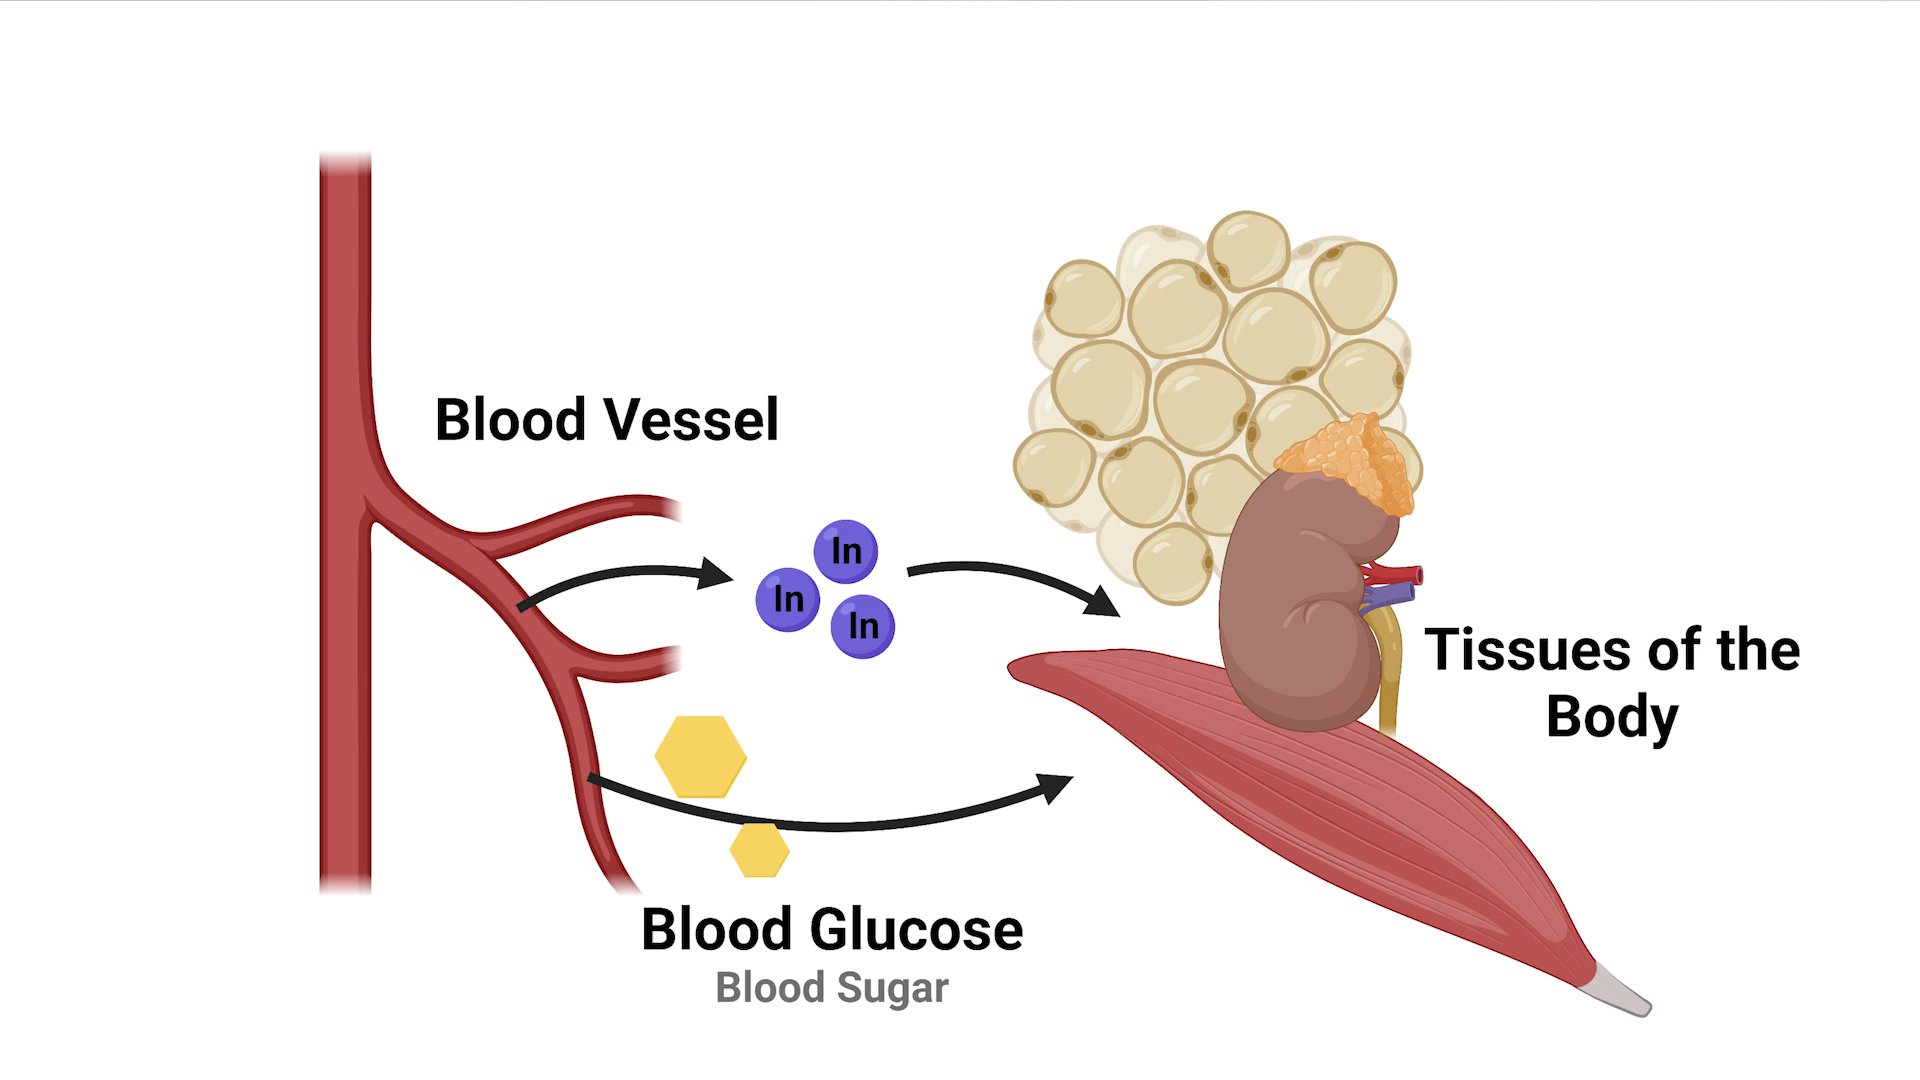 Blood Vessel
In
In
In
Tissues of the
Body
Blood Glucose
Blood Sugar